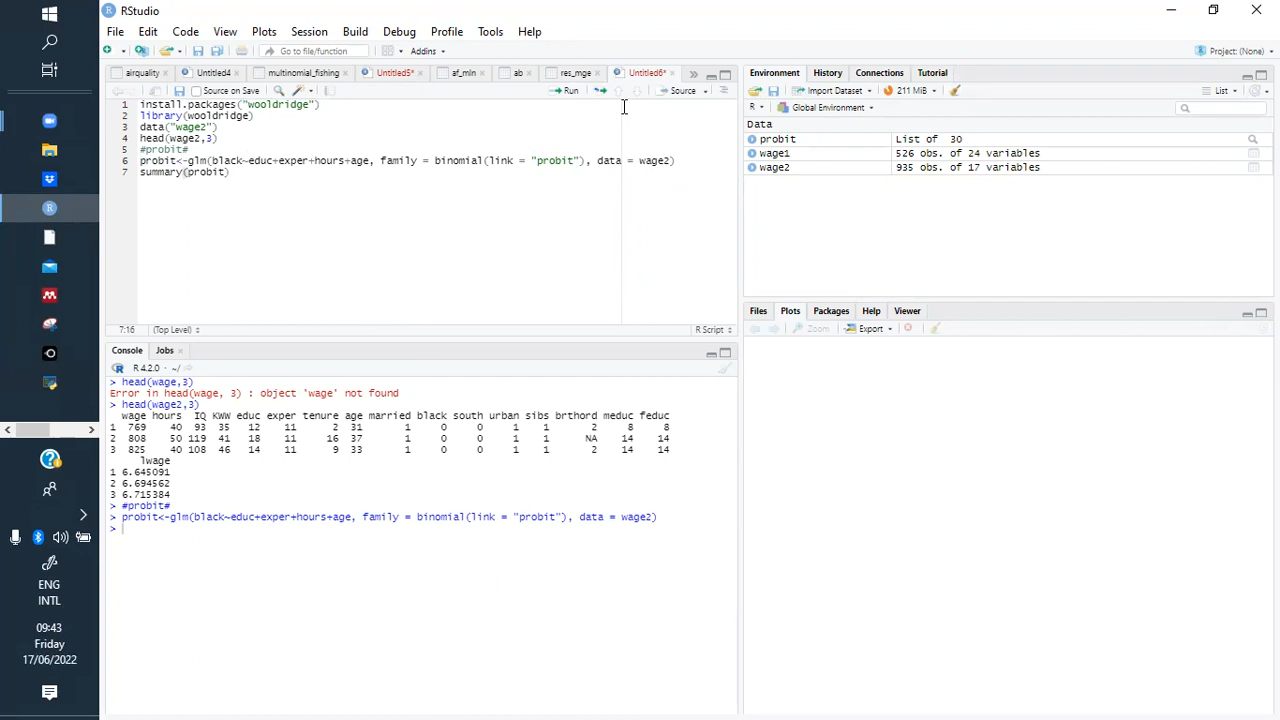 RStudio
File Edit Code View Plots Session Build Debug Profile Tools Help
Go to file/function Addins Project: (None)
airquality Untitled4 multinomial_fishing Untitled5* af_mln ab res_mge Untitled6*
Source on Save Run Source
1 install.packages("wooldridge")
2 library(wooldridge)
3 data("wage2")
4 head(wage2,3)
5 #probit#
6 probit<-glm(black~educ+exper+hours+age, family = binomial(link = "probit"), data = wage2)
7 summary(probit)
7:16 (Top Level) R Script
Console Jobs
R 4.2.0 · ~/
> head(wage,3)
Error in head(wage, 3) : object 'wage' not found
> head(wage2,3)
wage hours IQ KWW educ exper tenure age married black south urban sibs brthord meduc feduc
1 769 40 93 35 12 11 2 31 1 0 0 1 1 2 8 8
2 808 50 119 41 18 11 16 37 1 0 0 1 1 NA 14 14
3 825 40 108 46 14 11 9 33 1 0 0 1 1 2 14 14
lwage
1 6.645091
2 6.694562
3 6.715384
> #probit#
> probit<-glm(black~educ+exper+hours+age, family = binomial(link = "probit"), data = wage2)
>
Environment History Connections Tutorial
Import Dataset 211 MiB List
R Global Environment
Data
probit List of 30
wage1 526 obs. of 24 variables
wage2 935 obs. of 17 variables
Files Plots Packages Help Viewer
Zoom Export
ENG
INTL
09:43
Friday
17/06/2022